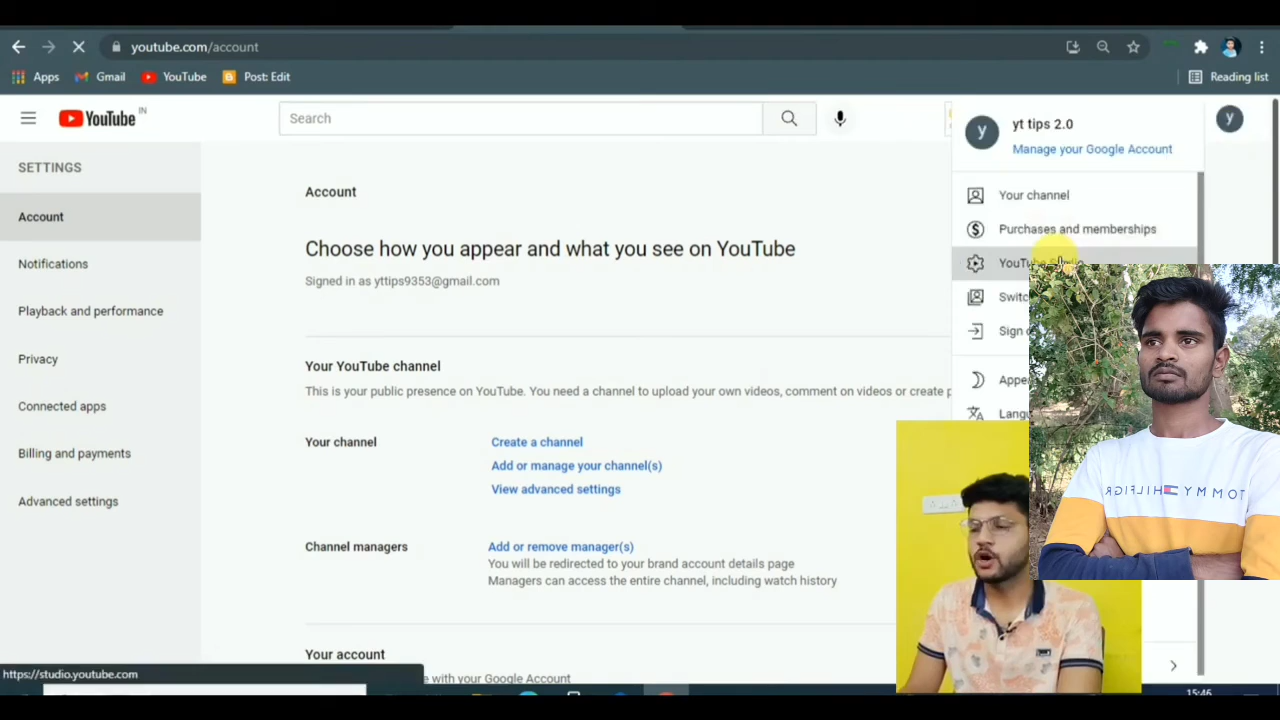 youtube.com/account
Apps
Gmail
YouTube
Post: Edit
Reading list
YouTube IN
Search
y
yt tips 2.0
y
Manage your Google Account
SETTINGS
Account
Notifications
Playback and performance
Privacy
Connected apps
Billing and payments
Advanced settings
Account
Choose how you appear and what you see on YouTube
Signed in as yttips9353@gmail.com
Your YouTube channel
This is your public presence on YouTube. You need a channel to upload your own videos, comment on videos or create p
Your channel
Create a channel
Add or manage your channel(s)
View advanced settings
Channel managers
Add or remove manager(s)
You will be redirected to your brand account details page
Managers can access the entire channel, including watch history
Your account
with your Google Account
Your channel
Purchases and memberships
YouTube Studio
Switc
Sign o
Appe
Langu
TOMMY HILFIGER
https://studio.youtube.com
15:46